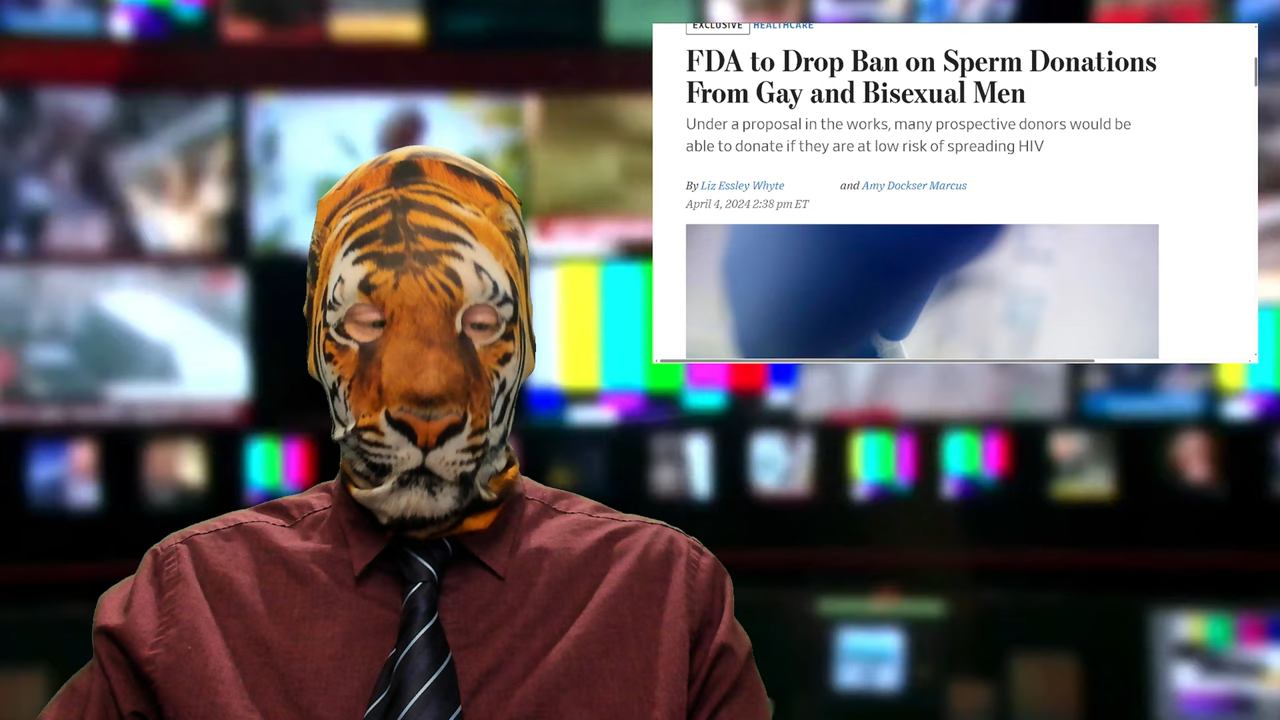 EXCLUSIVE HEALTHCARE
FDA to Drop Ban on Sperm Donations
From Gay and Bisexual Men
Under a proposal in the works, many prospective donors would be
able to donate if they are at low risk of spreading HIV
By Liz Essley Whyte and Amy Dockser Marcus
April 4, 2024 2:38 pm ET